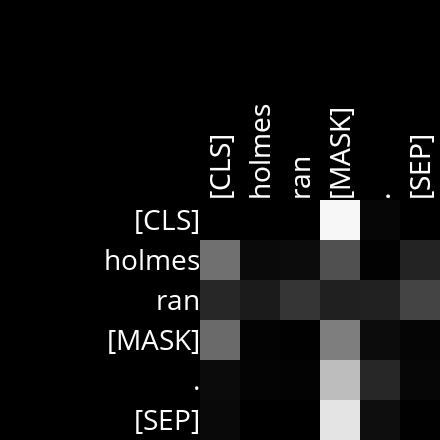 [CLS] holmes ran [MASK] . [SEP]
[CLS]
holmes
ran
[MASK]
.
[SEP]